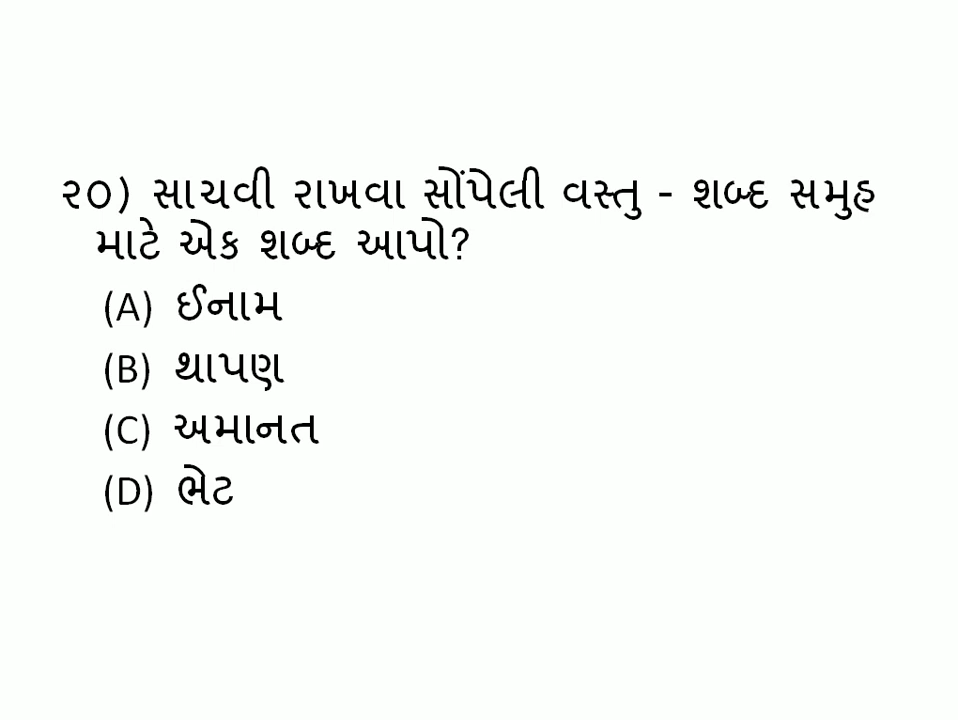 ૨૦) સાચવી રાખવા સોંપેલી વસ્તુ - શબ્દ સમુહ
માટે એક શબ્દ આપો?
(A) ઈનામ
(B) થાપણ
(C) અમાનત
(D) ભેટ